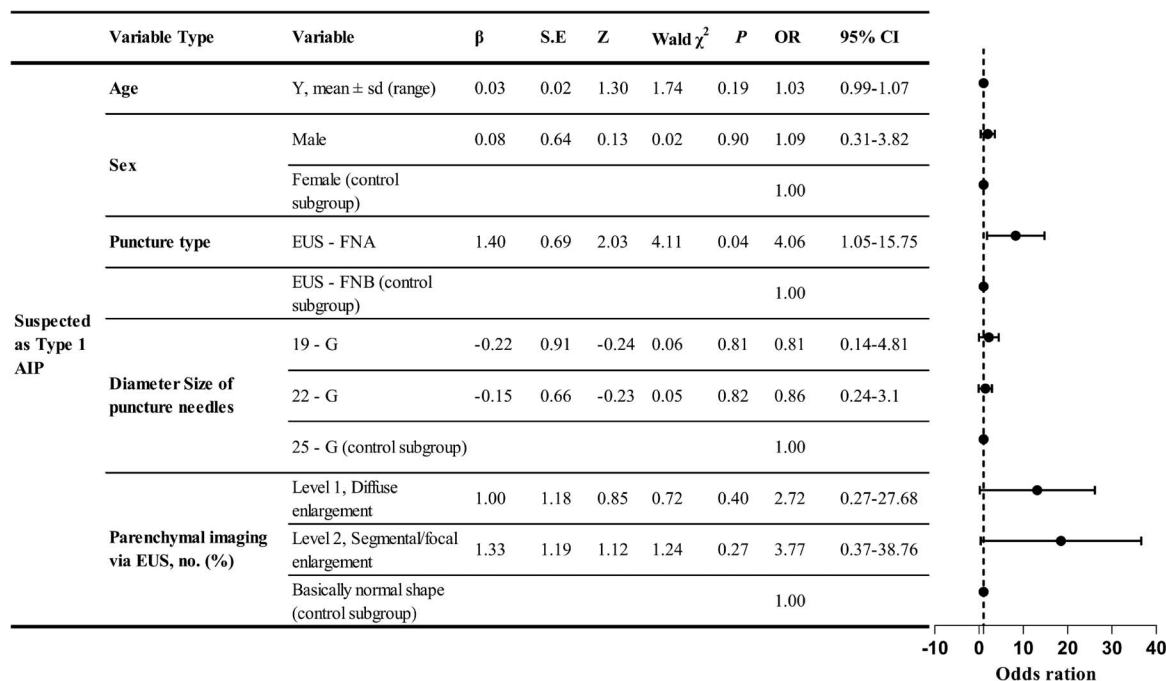 Variable Type Variable β S.E Z Wald χ² P OR 95% CI
Suspected
as Type 1
AIP
Age Y, mean ± sd (range) 0.03 0.02 1.30 1.74 0.19 1.03 0.99-1.07
Sex
Male 0.08 0.64 0.13 0.02 0.90 1.09 0.31-3.82
Female (control
subgroup) 1.00
Puncture type EUS - FNA 1.40 0.69 2.03 4.11 0.04 4.06 1.05-15.75
EUS - FNB (control
subgroup) 1.00
Diameter Size of
puncture needles
19 - G -0.22 0.91 -0.24 0.06 0.81 0.81 0.14-4.81
22 - G -0.15 0.66 -0.23 0.05 0.82 0.86 0.24-3.1
25 - G (control subgroup) 1.00
Parenchymal imaging
via EUS, no. (%)
Level 1, Diffuse
enlargement 1.00 1.18 0.85 0.72 0.40 2.72 0.27-27.68
Level 2, Segmental/focal
enlargement 1.33 1.19 1.12 1.24 0.27 3.77 0.37-38.76
Basically normal shape
(control subgroup) 1.00
-10 0 10 20 30 40
Odds ration